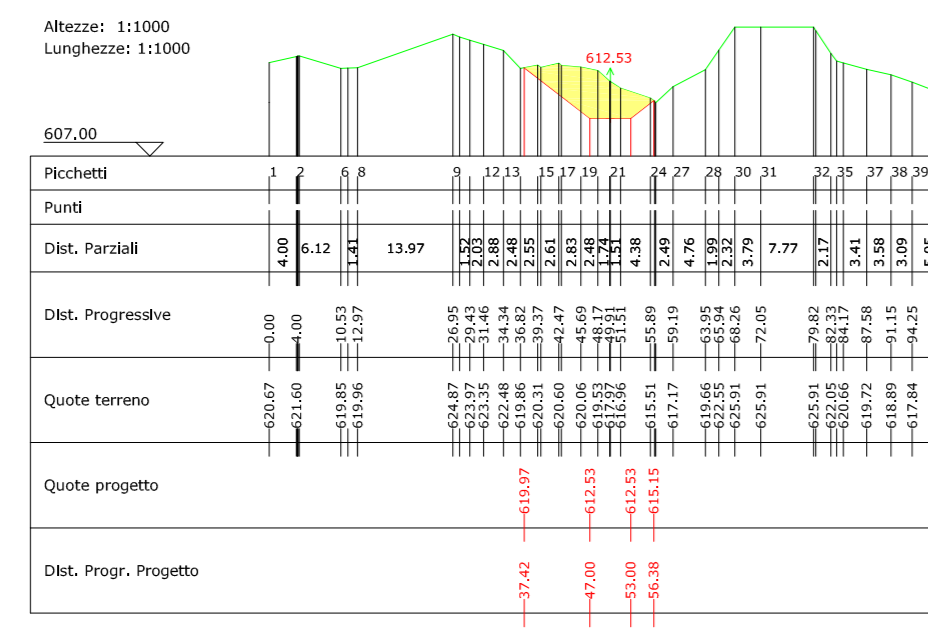 Altezze: 1:1000
Lunghezze: 1:1000
612.53
607.00
Picchetti 1 2 6 8 9 12 13 15 17 19 21 24 27 28 30 31 32 35 37 38 39
Punti
Dist. Parziali 4.00 6.12 1.41 13.97 1.52 2.03 2.88 2.48 2.55 2.61 2.83 2.48 1.74 1.51 4.38 2.49 4.76 1.99 2.32 3.79 7.77 2.17 3.41 3.58 3.09
Dist. Progressive 0.00 4.00 10.53 12.97 26.95 29.43 31.46 34.34 36.82 39.37 42.47 45.69 48.17 49.91 51.51 55.89 59.19 63.95 65.94 68.26 72.05 79.82 82.33 84.17 87.58 91.15 94.25
Quote terreno 620.67 621.60 619.85 619.96 624.87 623.97 623.35 622.48 619.86 620.31 620.60 620.06 619.53 617.97 616.96 615.51 617.17 619.66 622.55 625.91 625.91 625.91 622.05 620.66 619.72 618.89 617.84
Quote progetto 619.97 612.53 612.53 615.15
Dist. Progr. Progetto 37.42 47.00 53.00 56.38